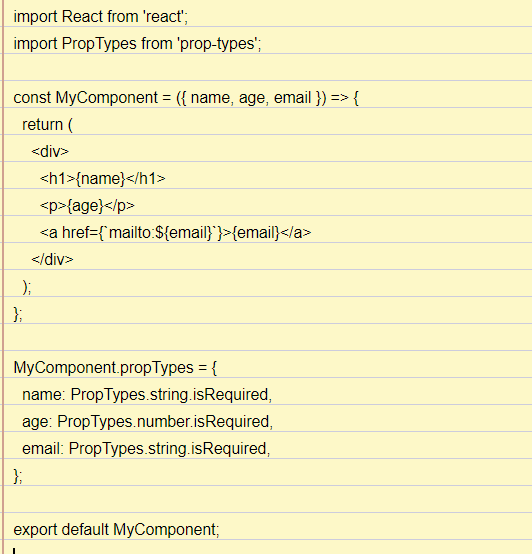 import React from 'react';
import PropTypes from 'prop-types';

const MyComponent = ({ name, age, email }) => {
  return (
    <div>
      <h1>{name}</h1>
      <p>{age}</p>
      <a href={`mailto:${email}`}>{email}</a>
    </div>
  );
};

MyComponent.propTypes = {
  name: PropTypes.string.isRequired,
  age: PropTypes.number.isRequired,
  email: PropTypes.string.isRequired,
};

export default MyComponent;